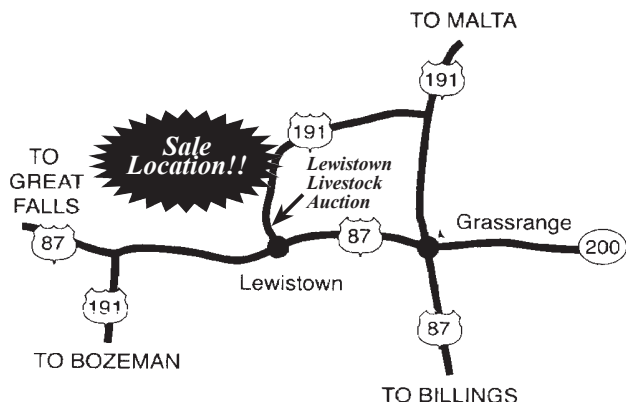 TO MALTA
191
191
Sale
Location!!
TO
GREAT
FALLS
Lewistown
Livestock
Auction
87
87
Grassrange
200
Lewistown
191
87
TO BOZEMAN
TO BILLINGS